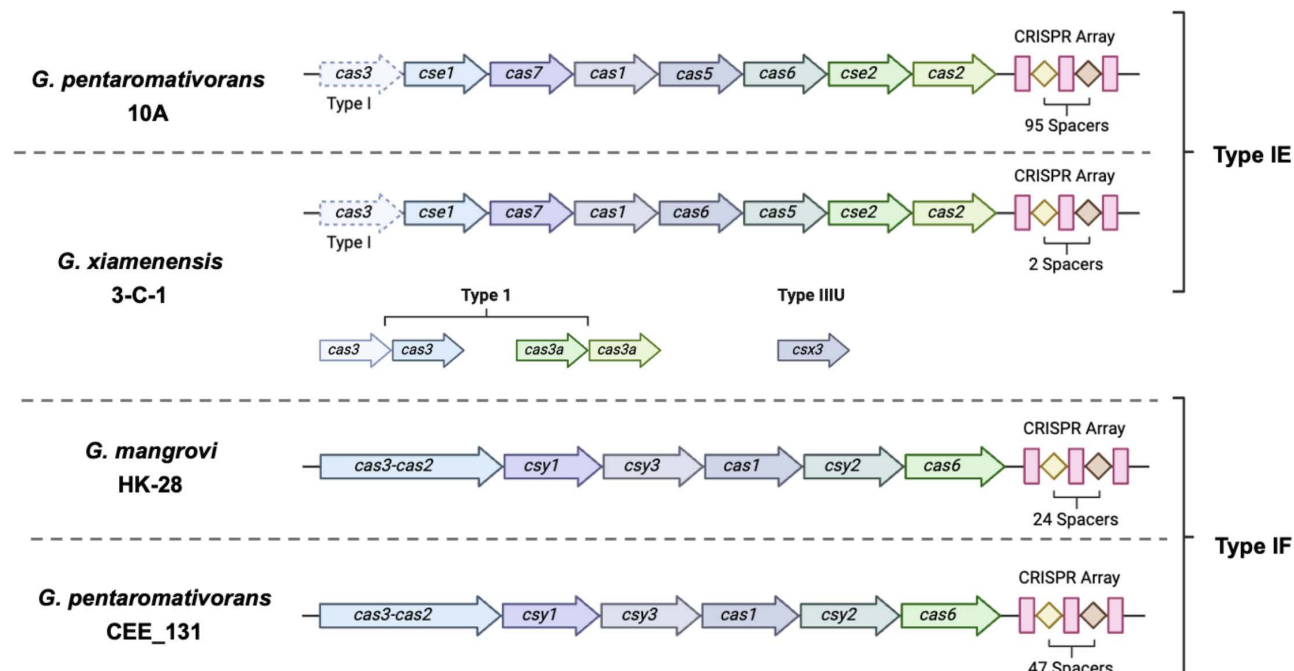 CRISPR Array
G. pentaromativorans
10A
cas3 cse1 cas7 cas1 cas5 cas6 cse2 cas2
Type I
95 Spacers
Type IE
CRISPR Array
G. xiamenensis
3-C-1
cas3 cse1 cas7 cas1 cas6 cas5 cse2 cas2
Type I
2 Spacers
Type 1
Type IIIU
cas3 cas3 cas3a cas3a csx3
CRISPR Array
G. mangrovi
HK-28
cas3-cas2 csy1 csy3 cas1 csy2 cas6
24 Spacers
Type IF
CRISPR Array
G. pentaromativorans
CEE_131
cas3-cas2 csy1 csy3 cas1 csy2 cas6
47 Spacers